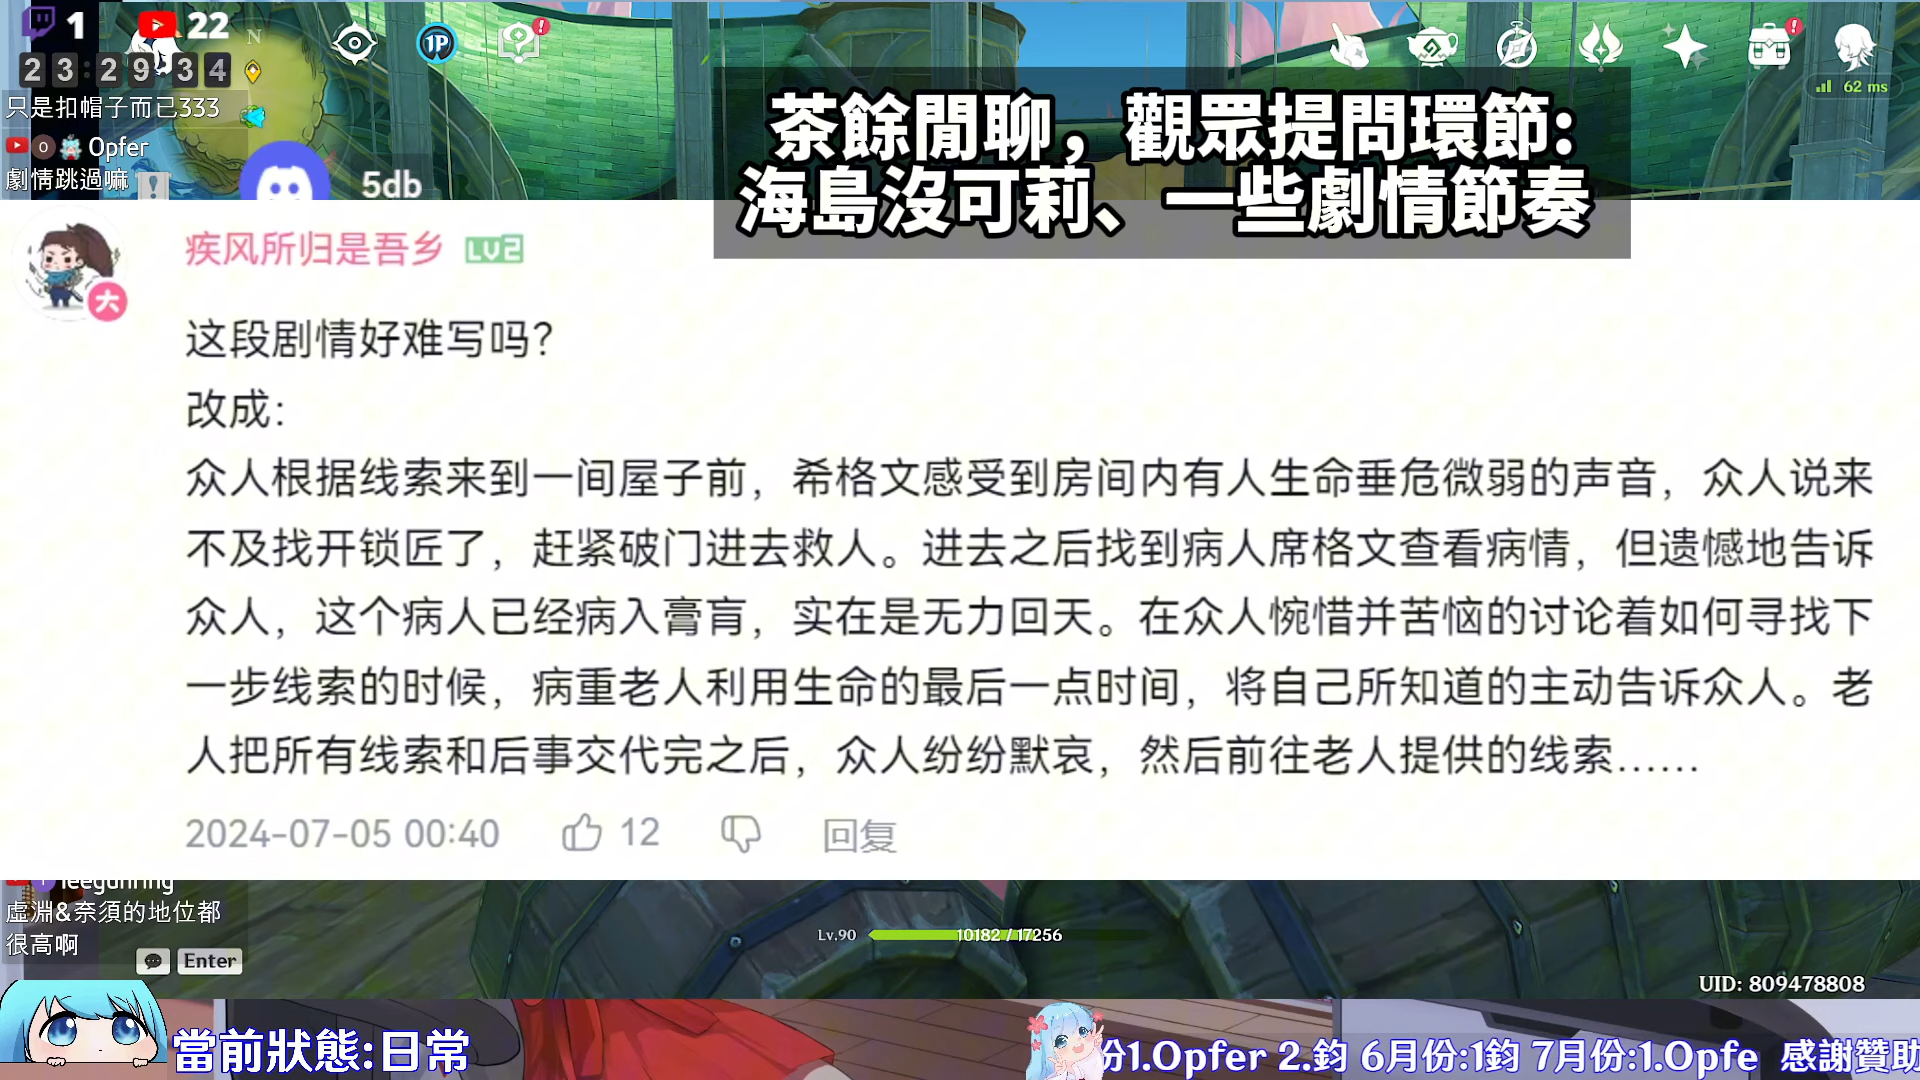 1 22 N
1P
23:29:34
62 ms
只是扣帽子而已333
O Opfer
劇情跳過嘛
5db
茶餘閒聊，觀眾提問環節:
海島沒可莉、一些劇情節奏
疾风所归是吾乡 LV2
大
这段剧情好难写吗?
改成:
众人根据线索来到一间屋子前，希格文感受到房间内有人生命垂危微弱的声音，众人说来
不及找开锁匠了，赶紧破门进去救人。进去之后找到病人席格文查看病情，但遗憾地告诉
众人，这个病人已经病入膏肓，实在是无力回天。在众人惋惜并苦恼的讨论着如何寻找下
一步线索的时候，病重老人利用生命的最后一点时间，将自己所知道的主动告诉众人。老
人把所有线索和后事交代完之后，众人纷纷默哀，然后前往老人提供的线索......
2024-07-05 00:40 12 回复
leegunring
虛淵&奈須的地位都
很高啊
Enter
Lv.90 10182 / 17256
UID: 809478808
當前狀態:日常
份1.Opfer 2.鈞 6月份:1鈞 7月份:1.Opfe 感謝贊助